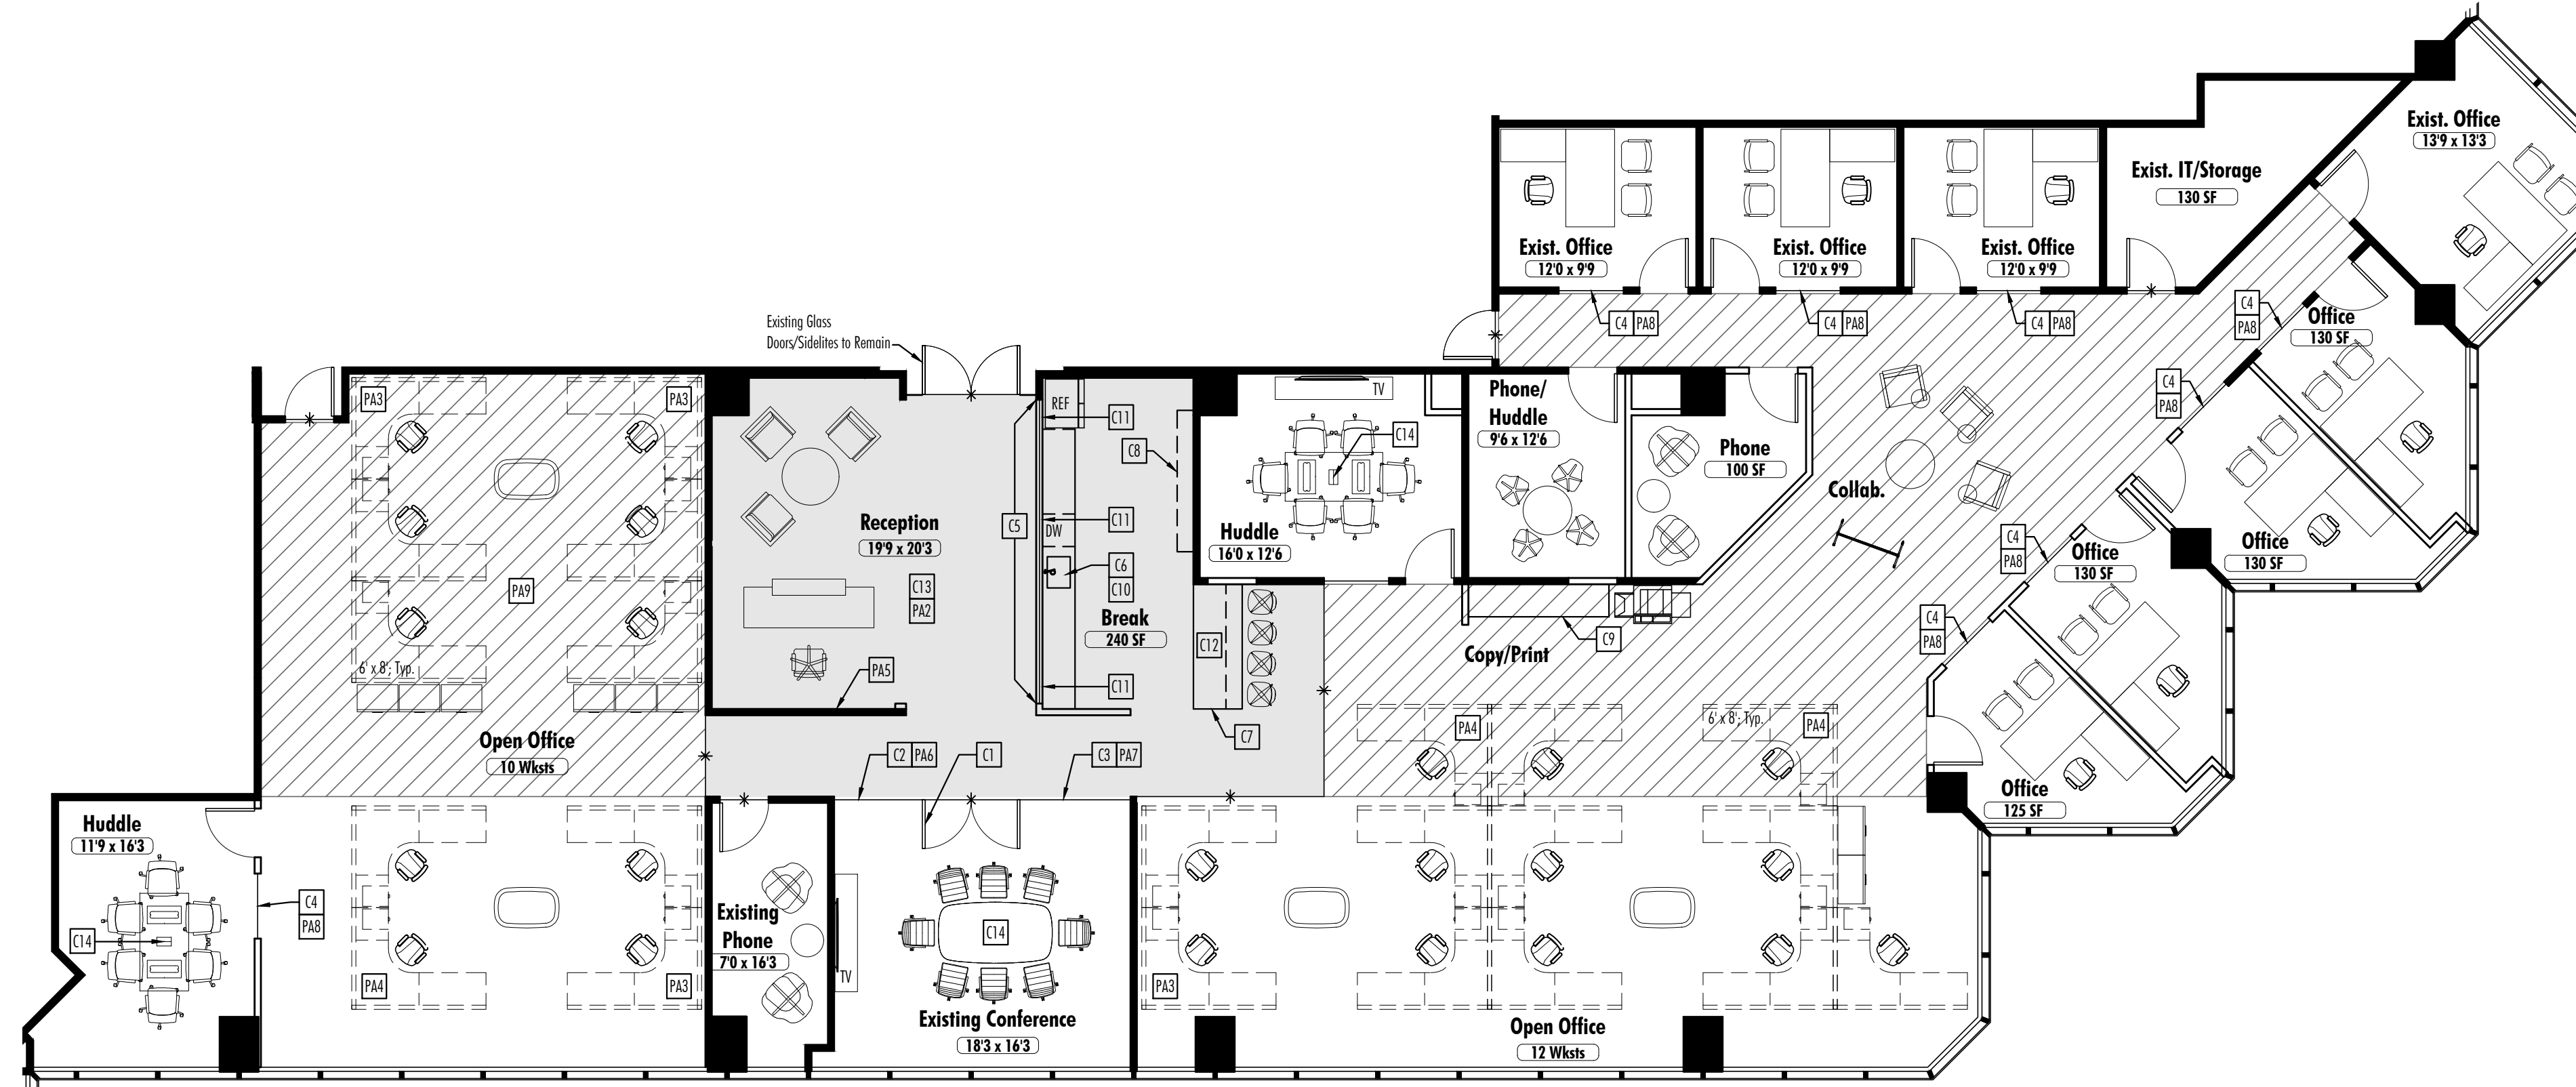 Exist. Office
13'9 x 13'3
Exist. IT/Storage
130 SF
Exist. Office
12'0 x 9'9
Exist. Office
12'0 x 9'9
Exist. Office
12'0 x 9'9
C4 PA8
C4 PA8
C4 PA8
C4
PA8
Office
130 SF
Existing Glass
Doors/Sidelites to Remain
C4
PA8
PA3
PA3
REF
C11
C8
TV
C14
Phone/
Huddle
9'6 x 12'6
Phone
100 SF
Collab.
Reception
19'9 x 20'3
C5
C11
DW
Huddle
16'0 x 12'6
C4
PA8
Office
130 SF
Office
130 SF
C6
C10
C13
PA2
PA9
Break
240 SF
C12
C9
Copy/Print
C4
PA8
6' x 8'; Typ.
PA5
C11
C7
PA4
6' x 8'; Typ.
PA4
Open Office
10 Wksts
C2 PA6
C1
C3 PA7
Office
125 SF
Huddle
11'9 x 16'3
C4
PA8
C14
Existing
Phone
7'0 x 16'3
TV
C14
PA4
PA3
PA3
Existing Conference
18'3 x 16'3
Open Office
12 Wksts